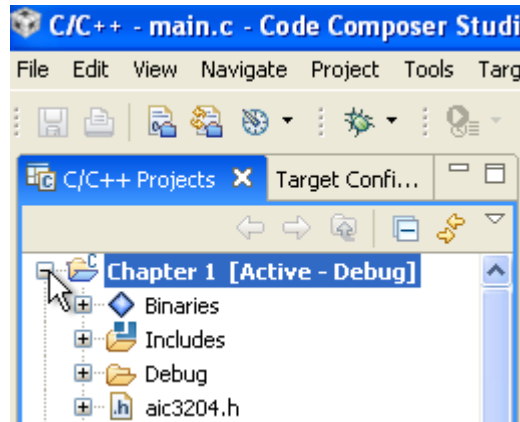 C/C++ - main.c - Code Composer Studi
File Edit View Navigate Project Tools Targ
C/C++ Projects Target Confi...
Chapter 1 [Active - Debug]
Binaries
Includes
Debug
.h aic3204.h